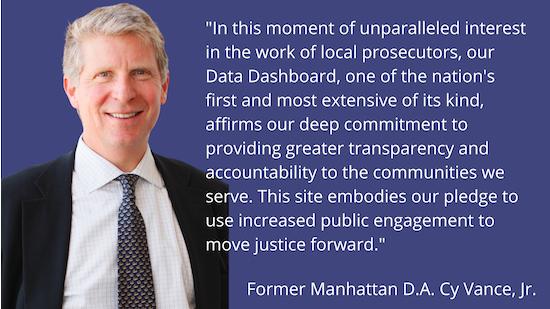 "In this moment of unparalleled interest
in the work of local prosecutors, our
Data Dashboard, one of the nation's
first and most extensive of its kind,
affirms our deep commitment to
providing greater transparency and
accountability to the communities we
serve. This site embodies our pledge to
use increased public engagement to
move justice forward."
Former Manhattan D.A. Cy Vance, Jr.